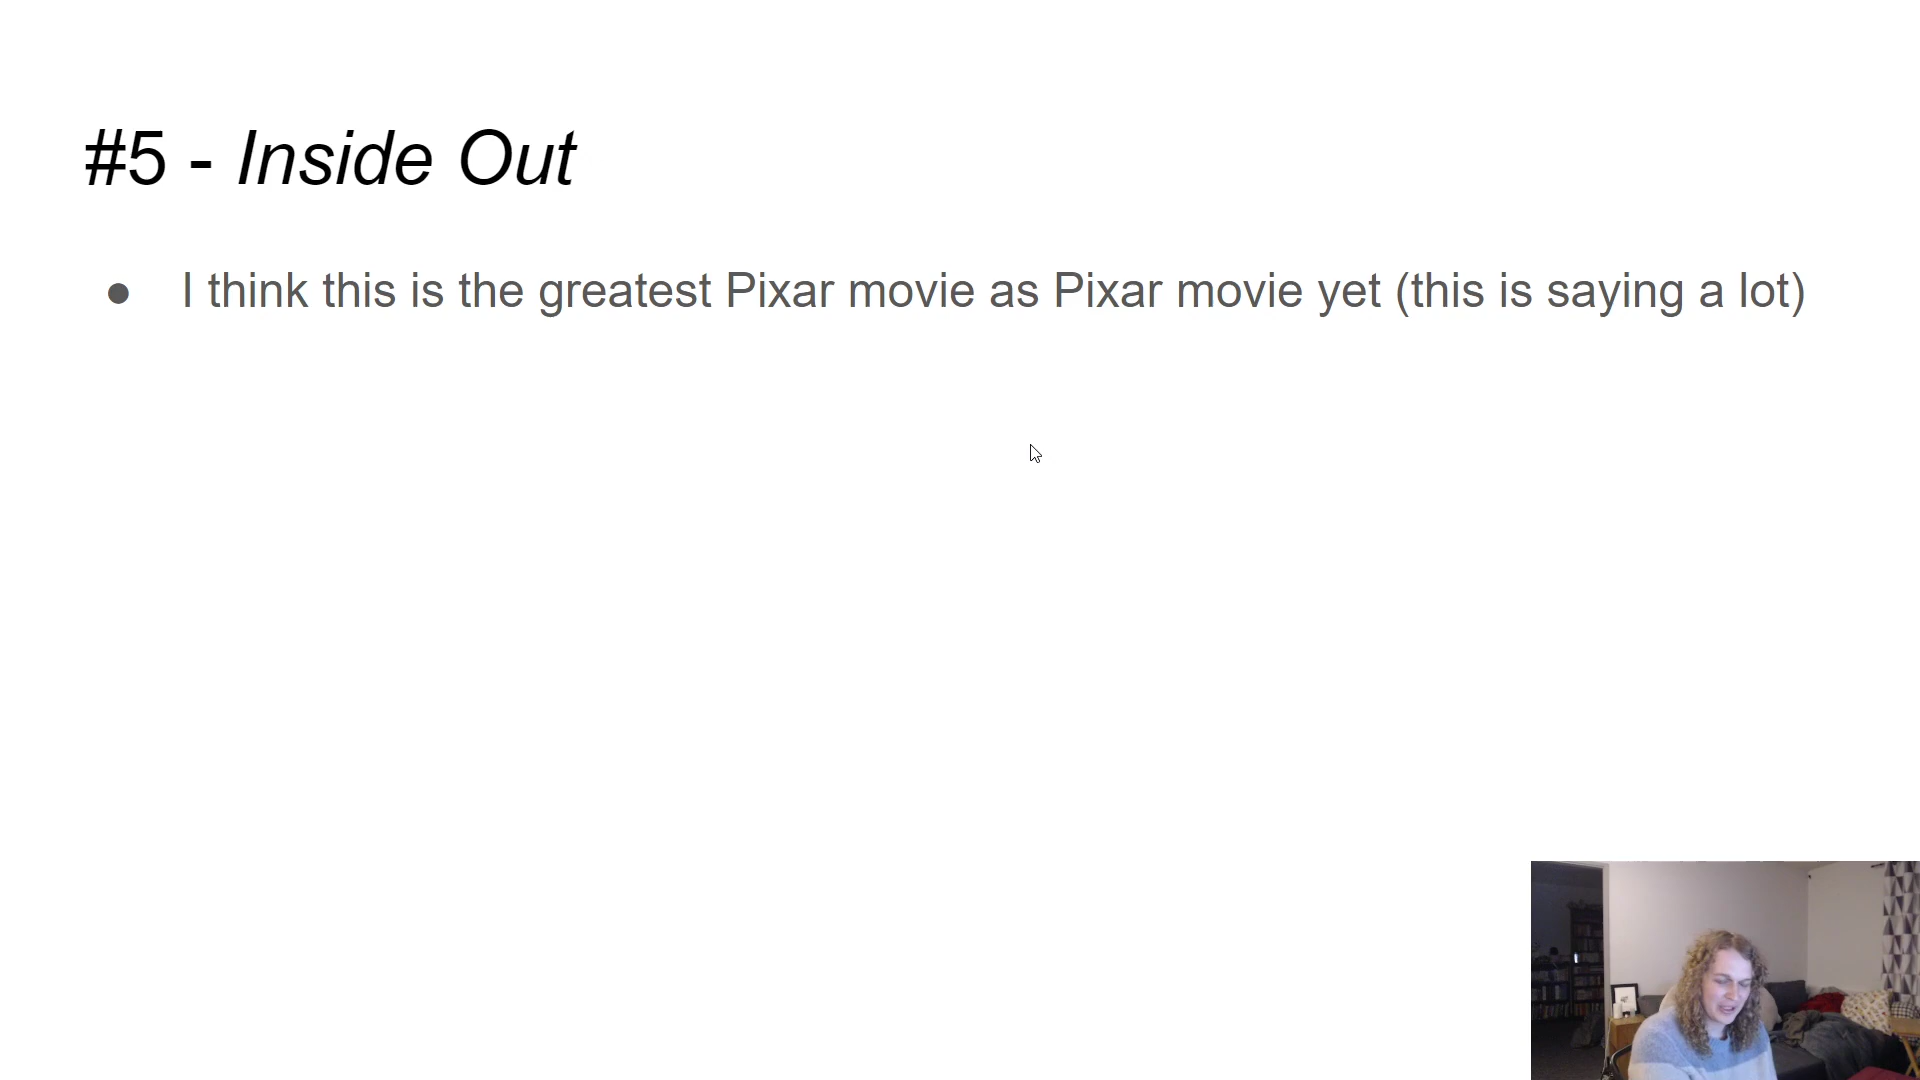 #5 - Inside Out
● I think this is the greatest Pixar movie as Pixar movie yet (this is saying a lot)